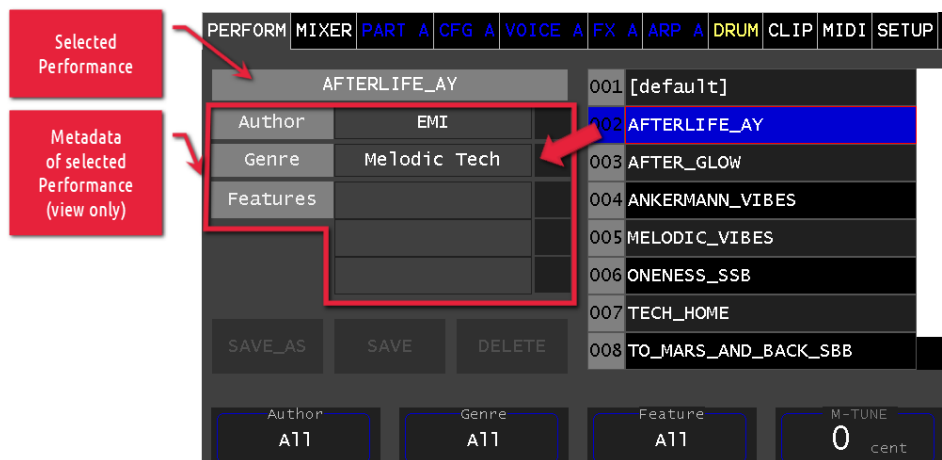 Selected
Performance
Metadata
of selected
Performance
(view only)
PERFORM MIXER PART A CFG A VOICE A FX A ARP A DRUM CLIP MIDI SETUP
AFTERLIFE_AY
Author EMI
Genre Melodic Tech
Features
SAVE_AS SAVE DELETE
001 [default]
002 AFTERLIFE_AY
003 AFTER_GLOW
004 ANKERMANN_VIBES
005 MELODIC_VIBES
006 ONENESS_SSB
007 TECH_HOME
008 TO_MARS_AND_BACK_SBB
Author Genre Feature M-TUNE
All All All 0 cent